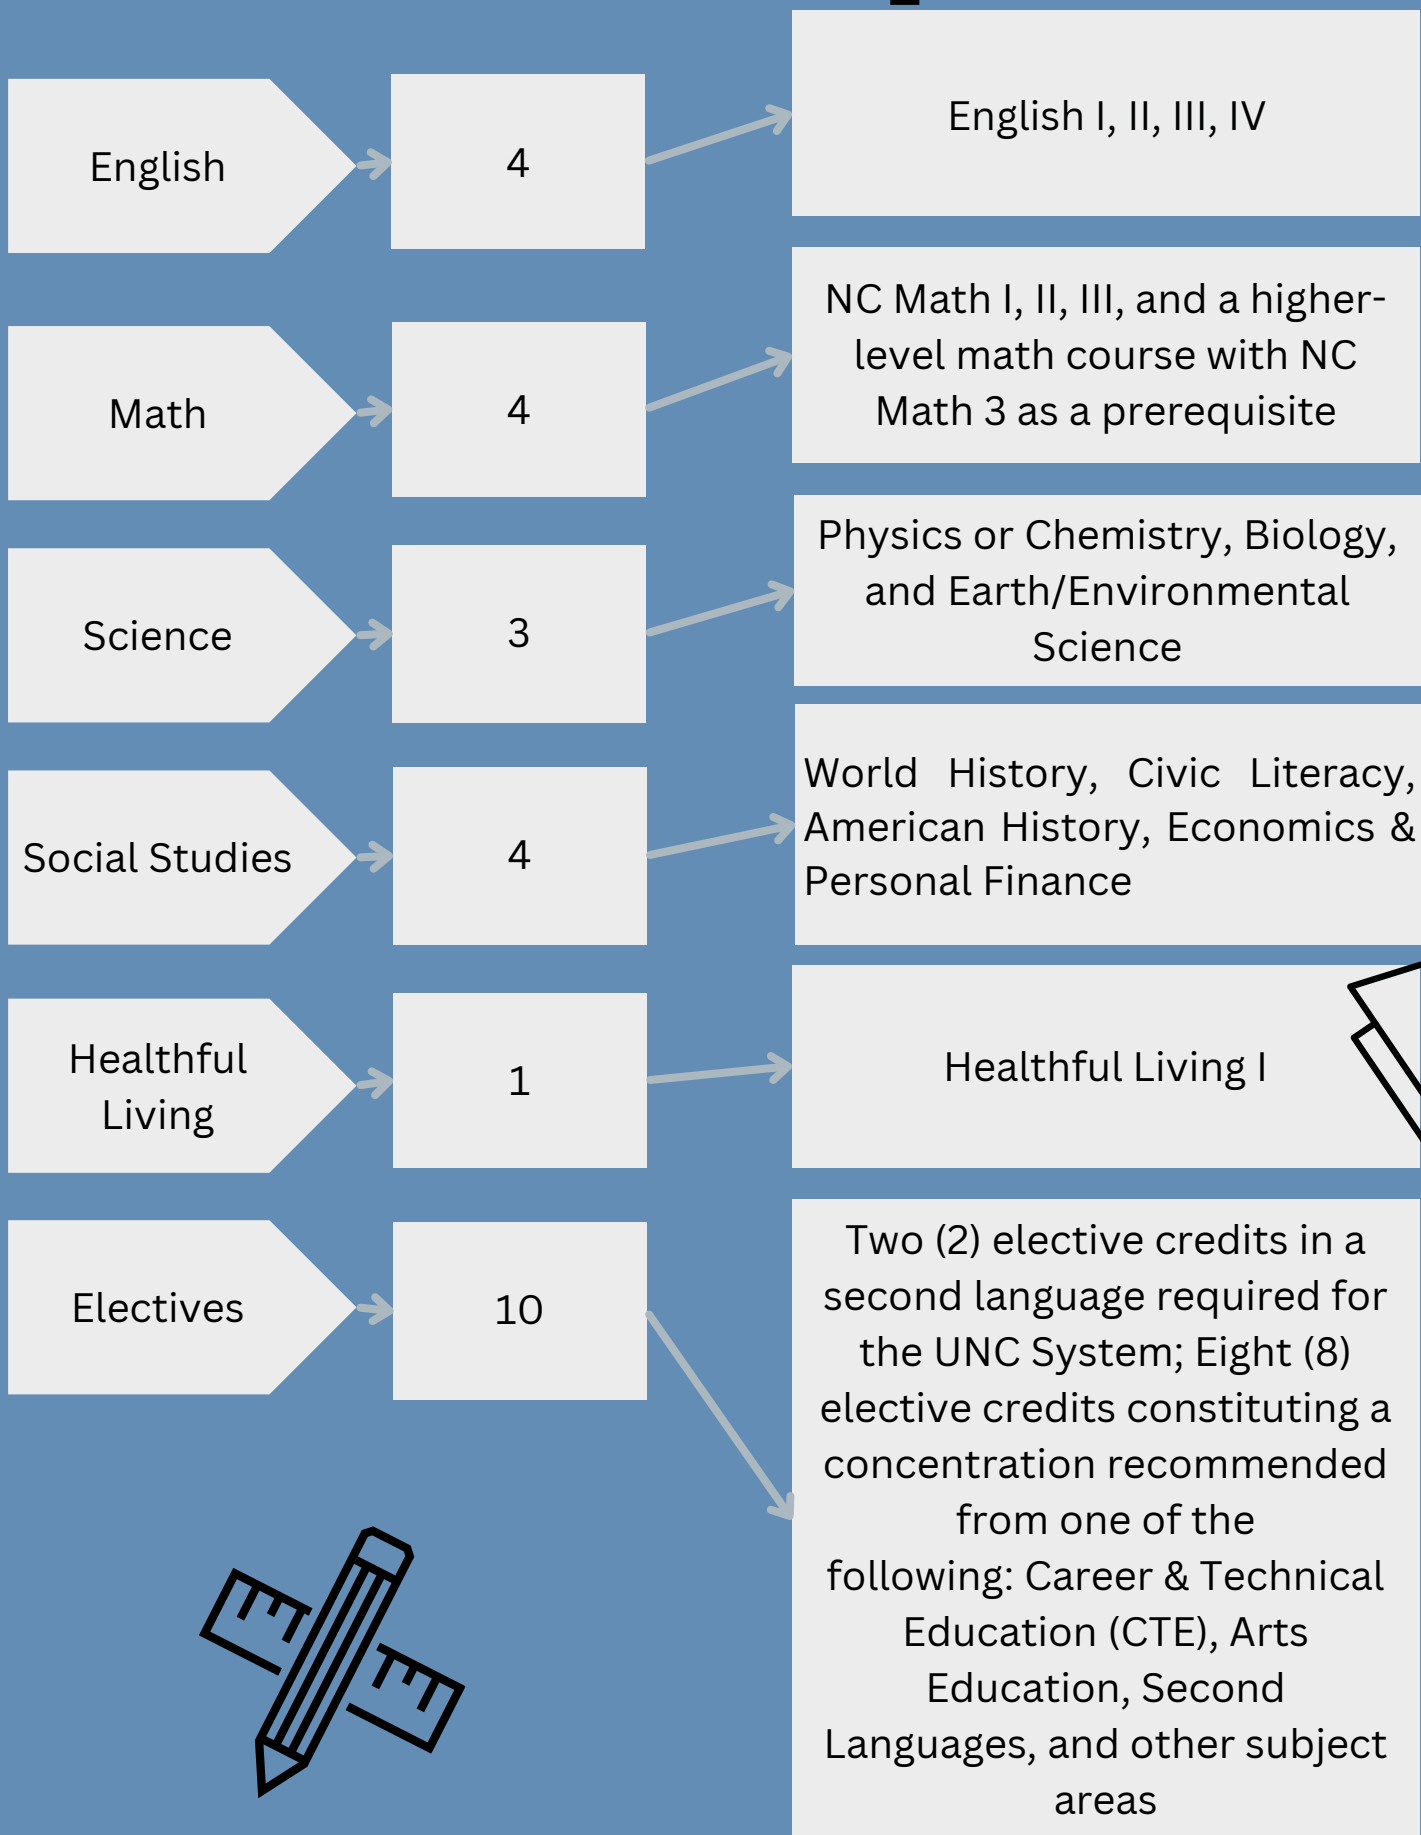 English
4
English I, II, III, IV
Math
4
NC Math I, II, III, and a higher-
level math course with NC
Math 3 as a prerequisite
Science
3
Physics or Chemistry, Biology,
and Earth/Environmental
Science
Social Studies
4
World History, Civic Literacy,
American History, Economics &
Personal Finance
Healthful
Living
1
Healthful Living I
Electives
10
Two (2) elective credits in a
second language required for
the UNC System; Eight (8)
elective credits constituting a
concentration recommended
from one of the
following: Career & Technical
Education (CTE), Arts
Education, Second
Languages, and other subject
areas